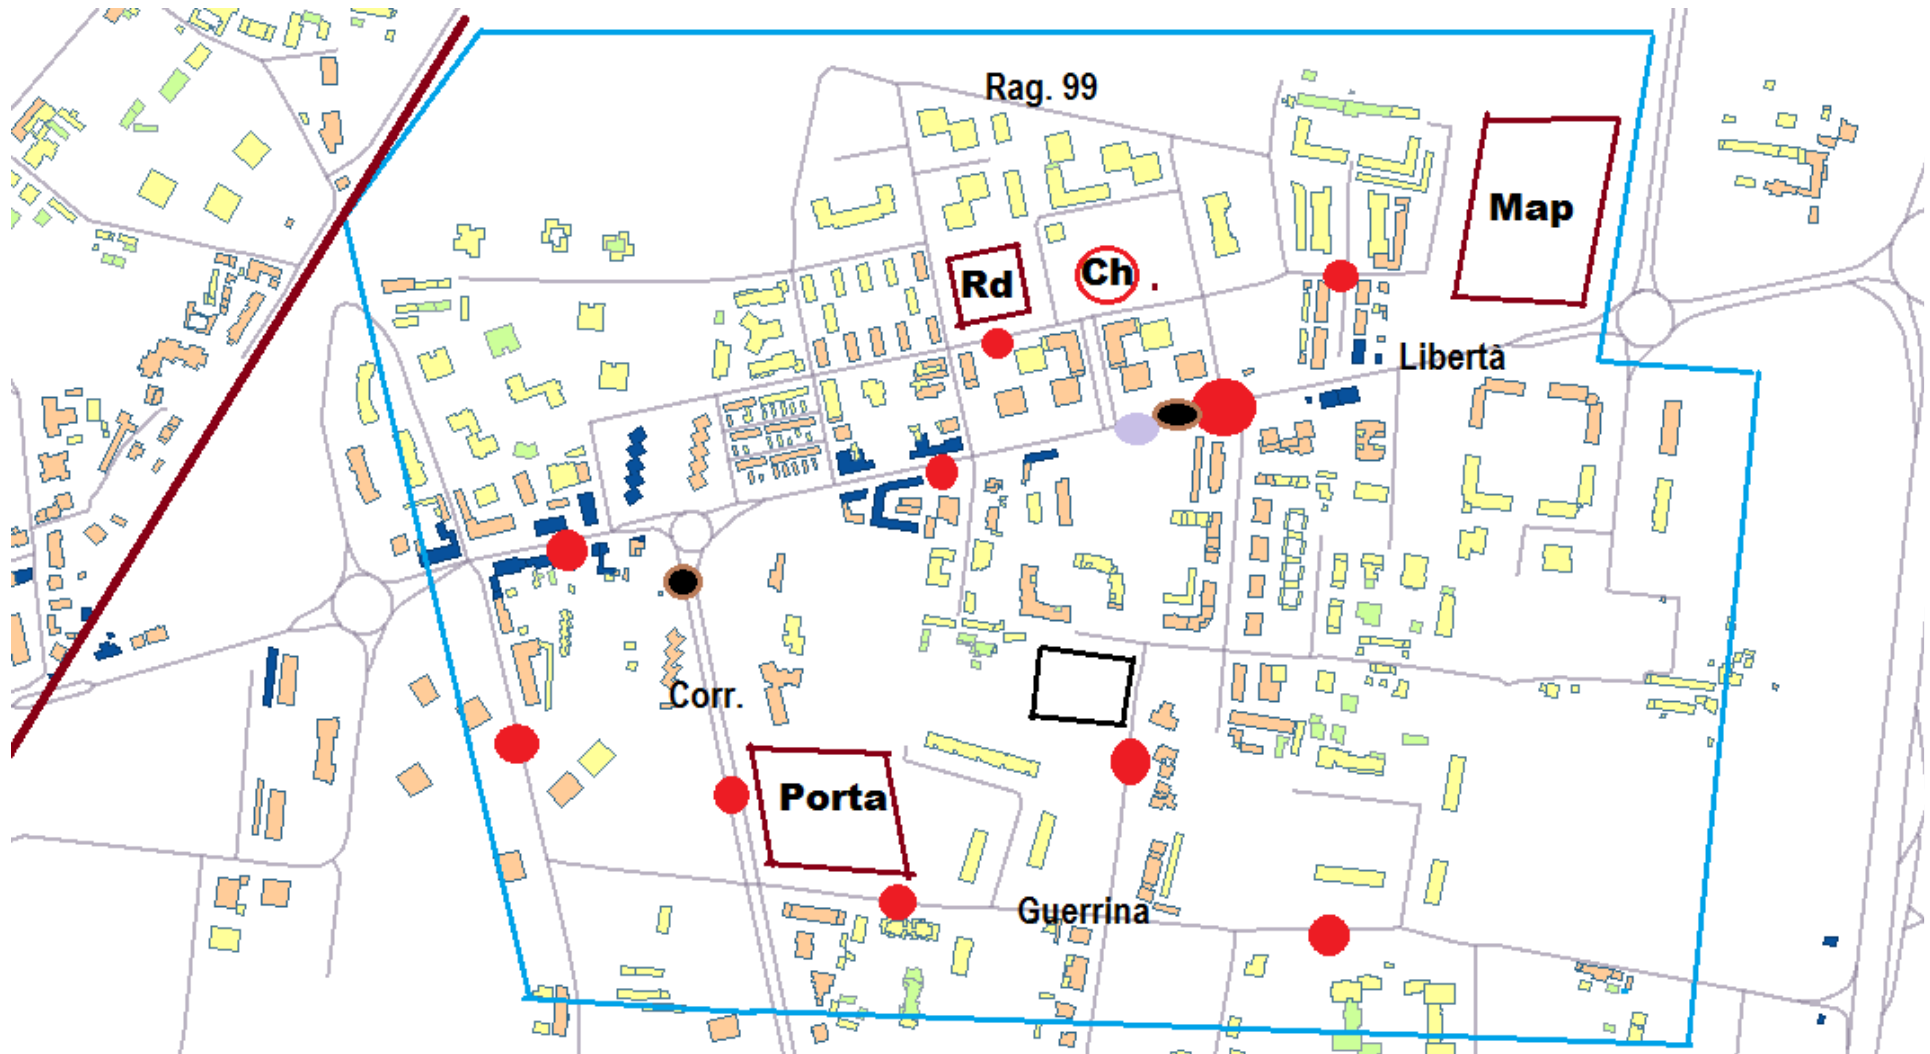 Rag. 99
Map
Rd
Ch .
Libertà
Corr.
Porta
Guerrina